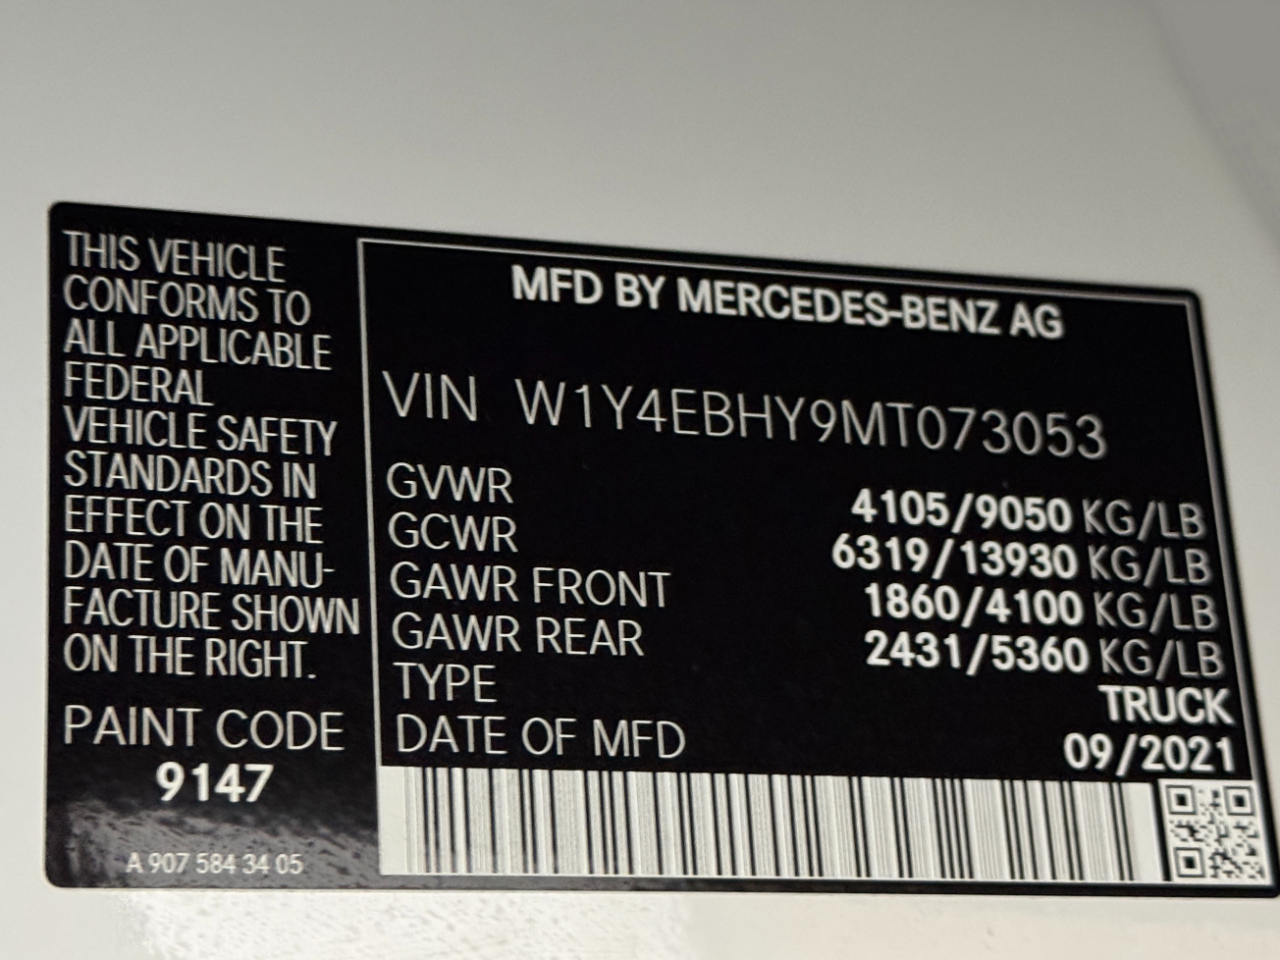 THIS VEHICLE
CONFORMS TO
ALL APPLICABLE
FEDERAL
VEHICLE SAFETY
STANDARDS IN
EFFECT ON THE
DATE OF MANU-
FACTURE SHOWN
ON THE RIGHT.
PAINT CODE
9147
A 907 584 34 05
MFD BY MERCEDES-BENZ AG
VIN W1Y4EBHY9MT073053
GVWR 4105/9050 KG/LB
GCWR 6319/13930 KG/LB
GAWR FRONT 1860/4100 KG/LB
GAWR REAR 2431/5360 KG/LB
TYPE TRUCK
DATE OF MFD 09/2021